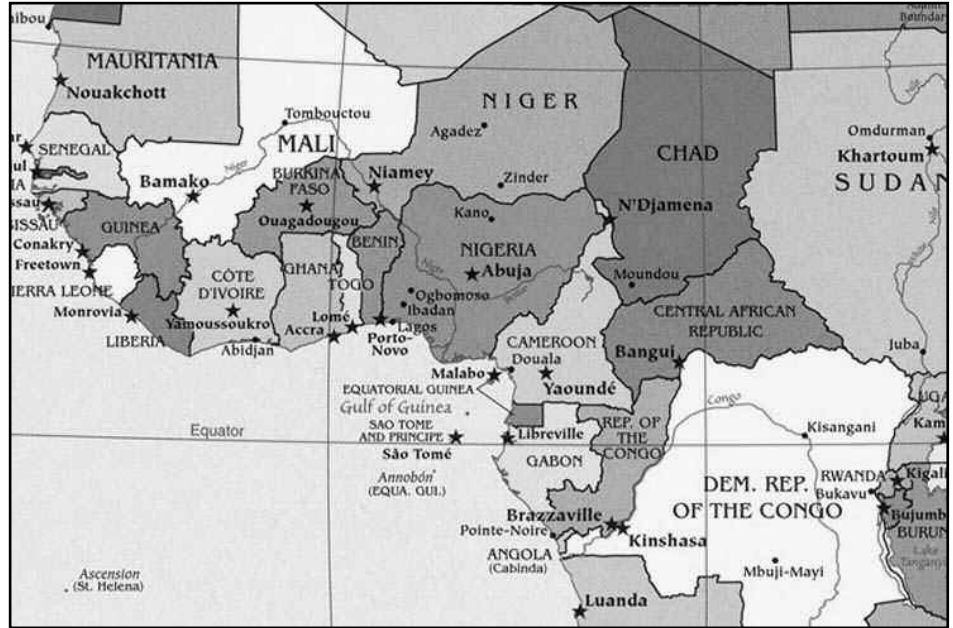 MAURITANIA
Nouakchott
NIGER
Tombouctou
Agadez
MALI
CHAD
Omdurman
Khartoum
SUDAN
SENEGAL
Niger
Bamako
BURKINA
FASO
Niamey
Zinder
Ouagadougou
Kano
N'Djamena
Nile
GUINEA
BENIN
NIGERIA
Conakry
Freetown
GHANA
Niger
Abuja
Moundou
CÔTE
D'IVOIRE
TOGO
Ogbomoso
Ibadan
Monrovia
Yamoussoukro
Lomé
Lagos
CENTRAL AFRICAN
REPUBLIC
LIBERIA
Abidjan
Accra
Porto-
Novo
CAMEROON
Douala
Bangui
Juba
Malabo
Yaoundé
EQUATORIAL GUINEA
Gulf of Guinea
Congo
Equator
SAO TOME
AND PRINCIPE
Libreville
REP. OF
THE
CONGO
Kisangani
São Tomé
GABON
Annobón
(EQUA. GUI.)
DEM. REP.
OF THE CONGO
RWANDA
Kigali
Bukavu
Brazzaville
Pointe-Noire
Kinshasa
ANGOLA
(Cabinda)
Mbuji-Mayi
Ascension
(St. Helena)
Luanda